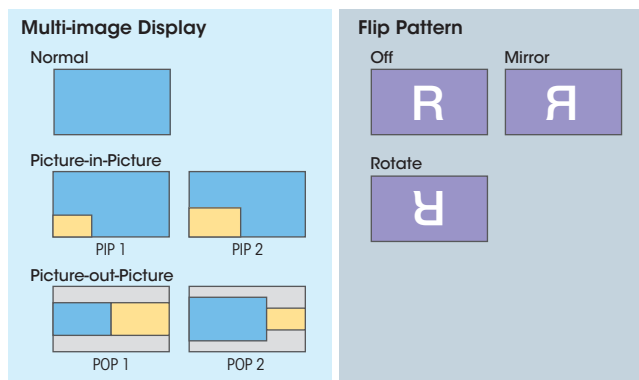 Multi-image Display
Normal
Picture-in-Picture
PIP 1 PIP 2
Picture-out-Picture
POP 1 POP 2
Flip Pattern
Off Mirror
R Я
Rotate
ᴚ